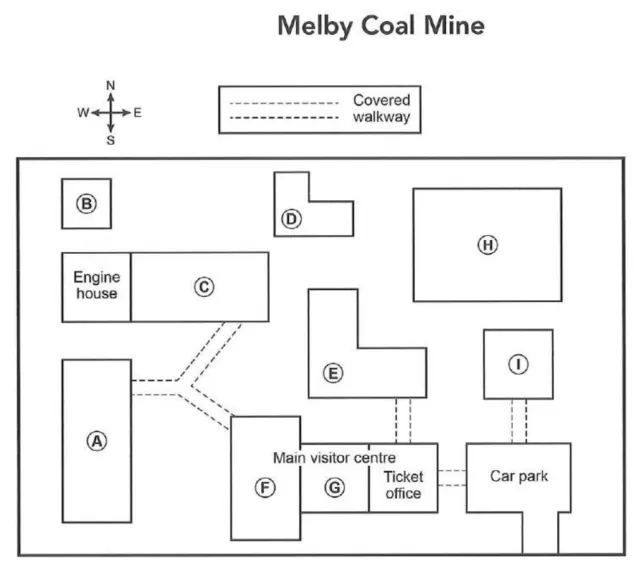 Melby Coal Mine
N
W E
S
Covered
walkway
B
D
H
Engine
house
C
E
I
A
Main visitor centre
F
G
Ticket
office
Car park